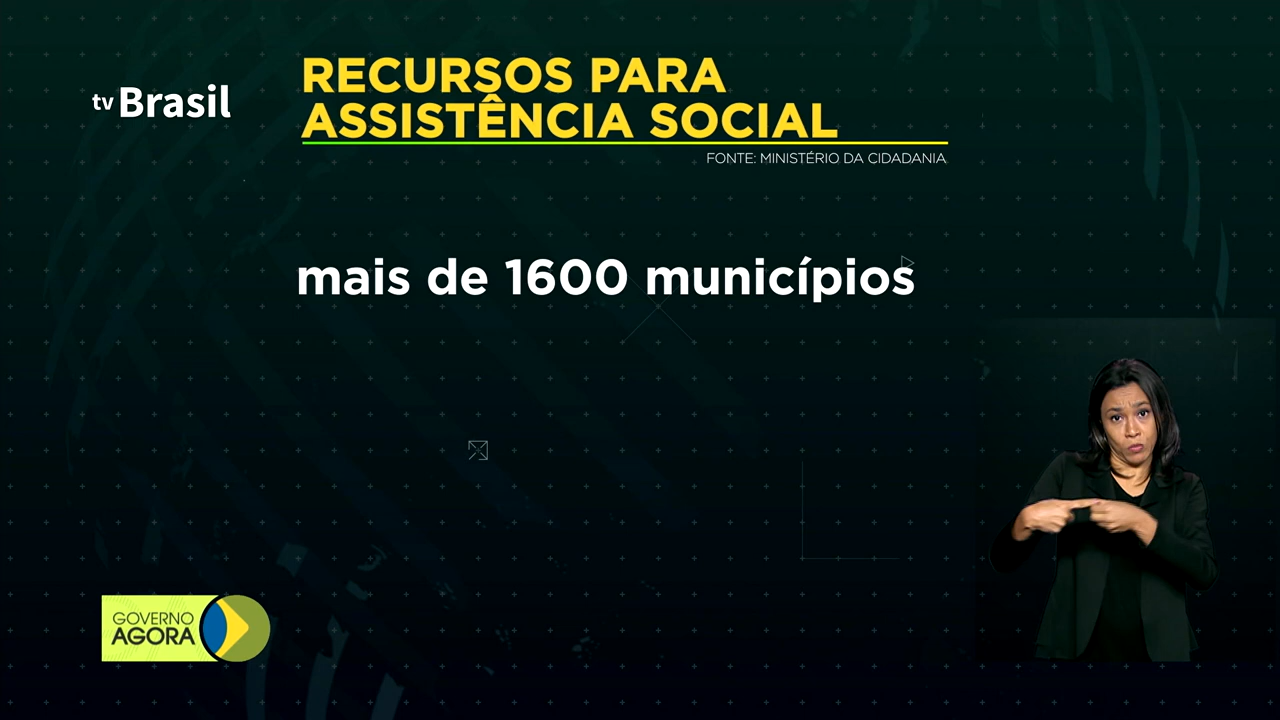 tv Brasil
RECURSOS PARA
ASSISTÊNCIA SOCIAL
FONTE: MINISTÉRIO DA CIDADANIA
mais de 1600 municípios
GOVERNO
AGORA